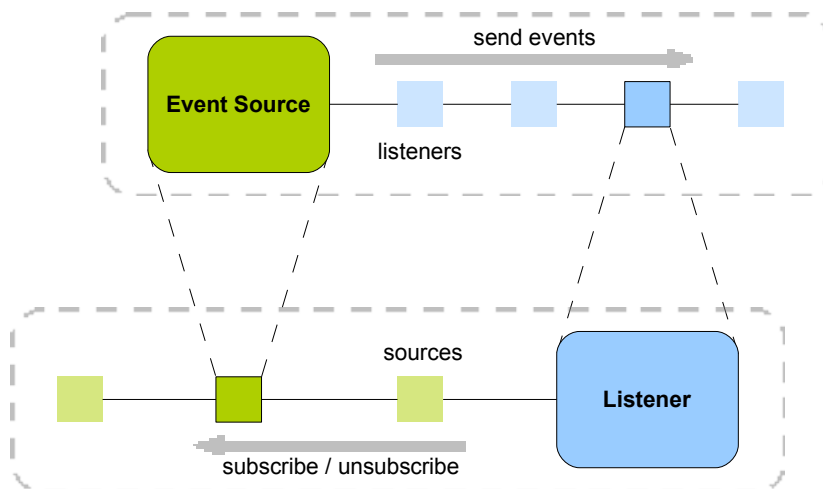 send events
Event Source
listeners
sources
Listener
subscribe / unsubscribe